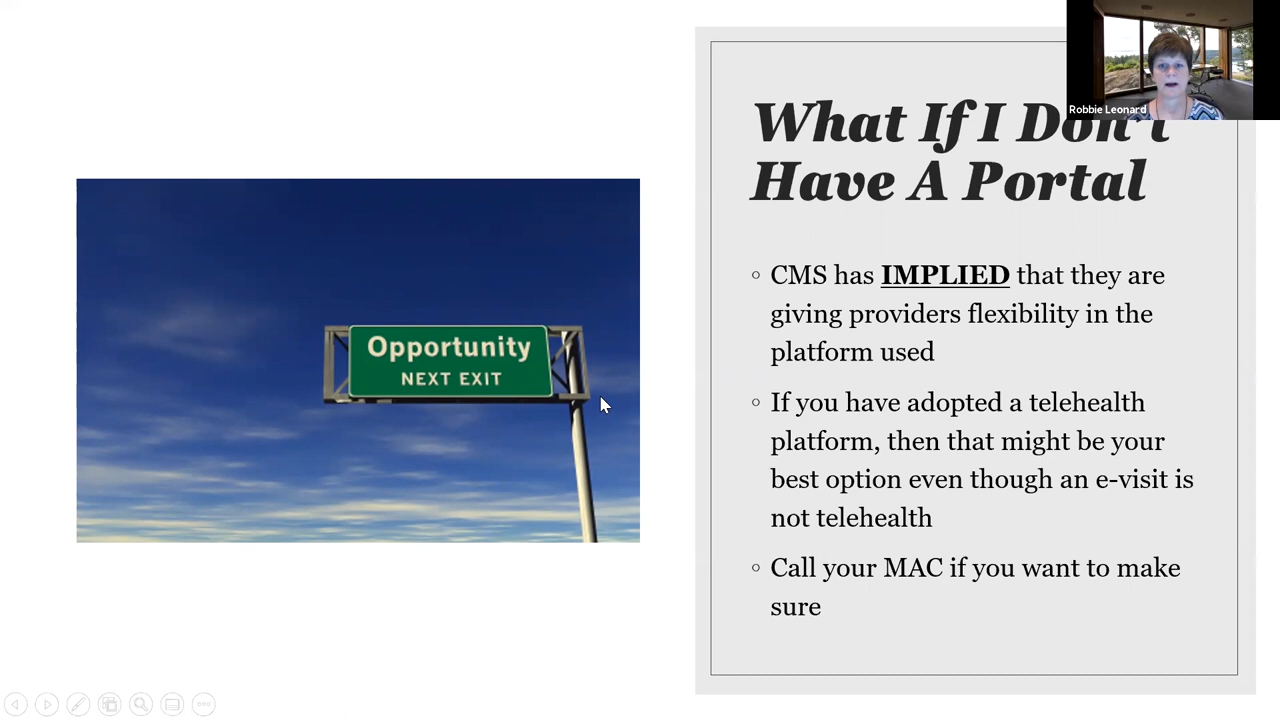 Robbie Leonard
What If I Don't
Have A Portal
Opportunity
NEXT EXIT
◦ CMS has IMPLIED that they are
giving providers flexibility in the
platform used
◦ If you have adopted a telehealth
platform, then that might be your
best option even though an e-visit is
not telehealth
◦ Call your MAC if you want to make
sure